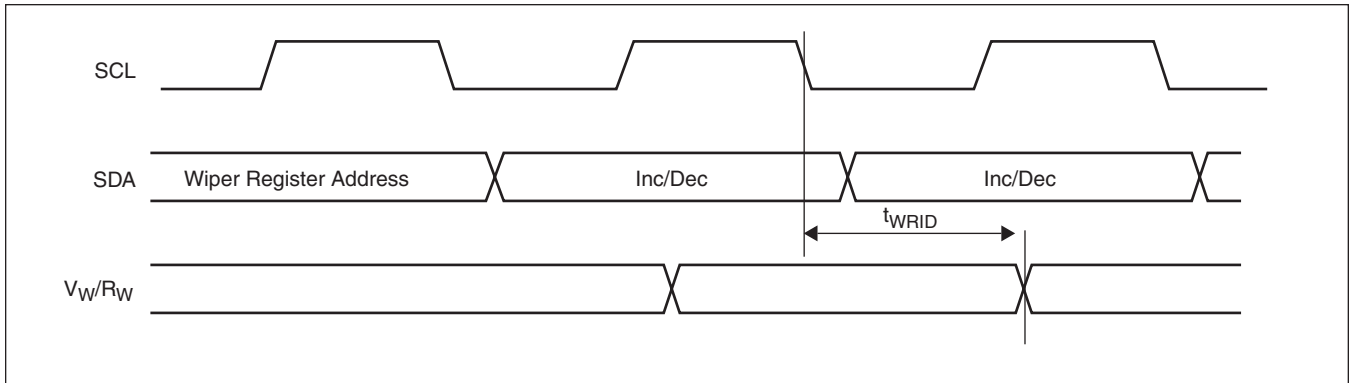 SCL
SDA Wiper Register Address Inc/Dec Inc/Dec
tWRID
VW/RW